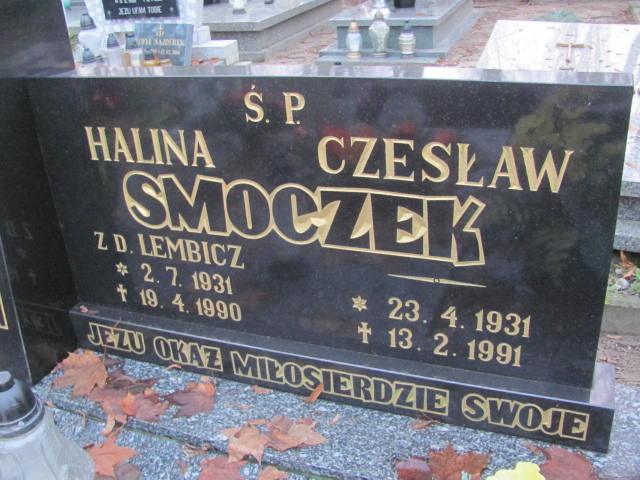 JEZU UFAM TOBIE
Ś. P.
HALINA CZESŁAW
SMOCZEK
Z D. LEMBICZ
* 2. 7. 1931
✝ 19. 4. 1990
* 23. 4. 1931
✝ 13. 2. 1991
JEZU OKAŻ MIŁOSIERDZIE SWOJE